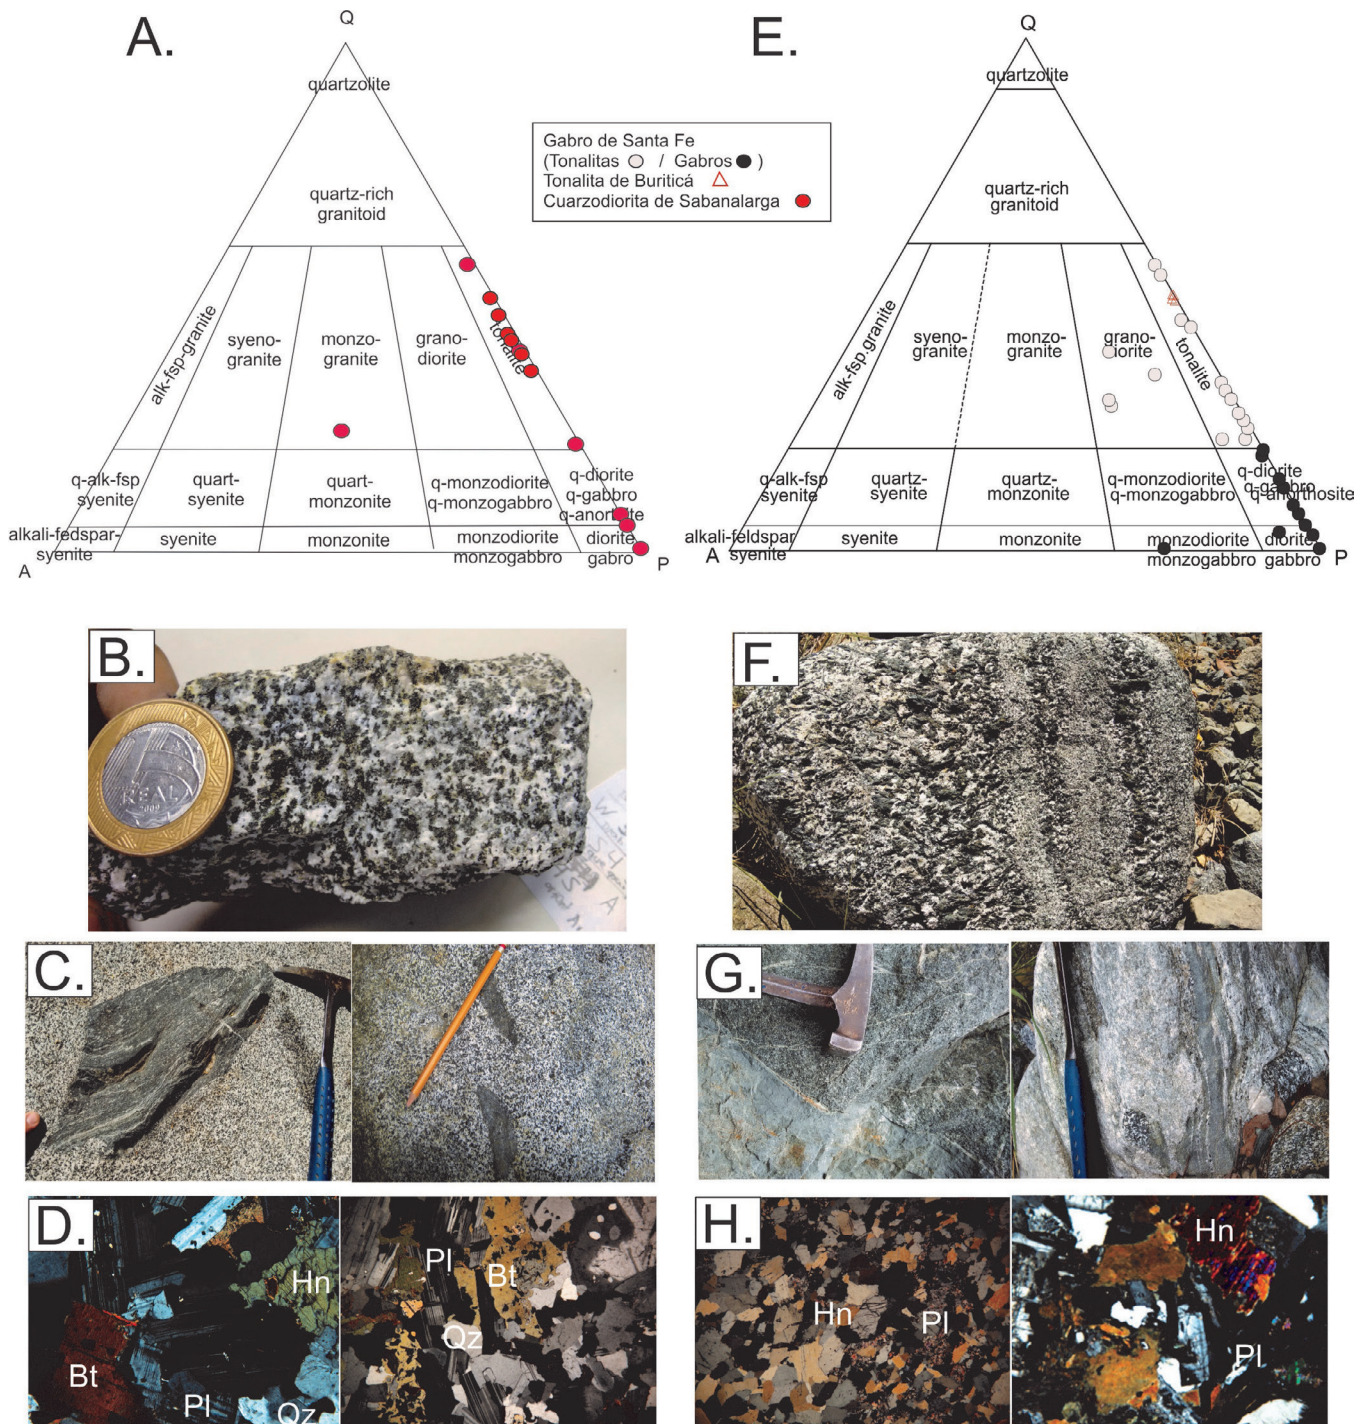 A.
Q
quartzolite
quartz-rich
granitoid
alk-fsp-granite
syeno-
granite
monzo-
granite
grano-
diorite
tonalite
q-alk-fsp
syenite
quart-
syenite
quart-
monzonite
q-monzodiorite
q-monzogabbro
q-diorite
q-gabbro
q-anorthsite
alkali-fedspar-
syenite
syenite
monzonite
monzodiorite
monzogabbro
diorite
gabro
A
P
Gabro de Santa Fe
(Tonalitas / Gabros )
Tonalita de Buriticá
Cuarzodiorita de Sabanalarga
E.
Q
quartzolite
quartz-rich
granitoid
alk-fsp.granite
syeno-
granite
monzo-
granite
grano-
diorite
tonalite
q-alk-fsp
syenite
quartz-
syenite
quartz-
monzonite
q-monzodiorite
q-monzogabbro
q-diorite
q-gabbro
q-anorthosite
alkali-feldspar
syenite
syenite
monzonite
monzodiorite
monzogabbro
diorite
gabbro
A
P
B.
REAL
2009
F.
C.
G.
D.
Hn
Bt
Pl
Qz
Pl
Bt
Qz
H.
Hn
Pl
Hn
Pl